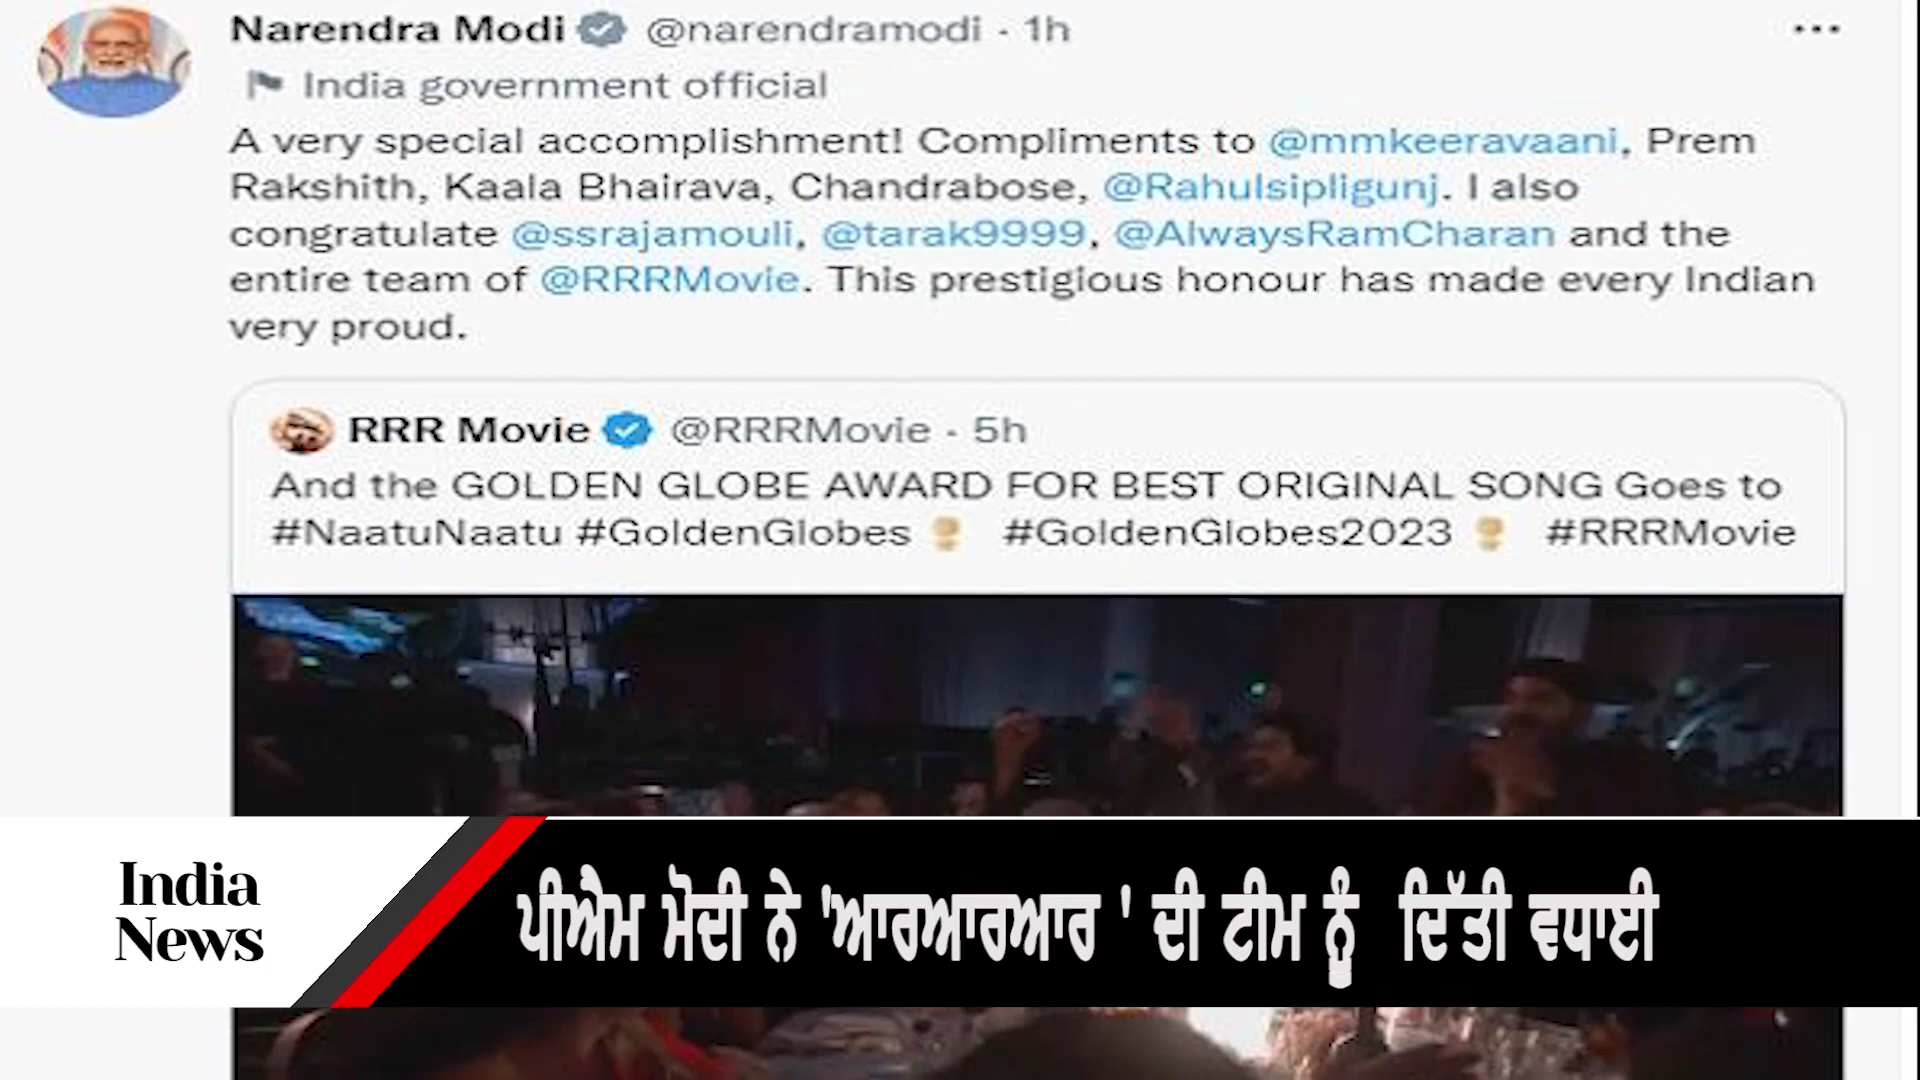 Narendra Modi @narendramodi · 1h
India government official
A very special accomplishment! Compliments to @mmkeeravaani, Prem
Rakshith, Kaala Bhairava, Chandrabose, @Rahulsipligunj. I also
congratulate @ssrajamouli, @tarak9999, @AlwaysRamCharan and the
entire team of @RRRMovie. This prestigious honour has made every Indian
very proud.
RRR Movie @RRRMovie · 5h
And the GOLDEN GLOBE AWARD FOR BEST ORIGINAL SONG Goes to
#NaatuNaatu #GoldenGlobes #GoldenGlobes2023 #RRRMovie
India
News
ਪੀਐਮ ਮੋਦੀ ਨੇ 'ਆਰਆਰਆਰ ' ਦੀ ਟੀਮ ਨੂੰ ਦਿੱਤੀ ਵਧਾਈ